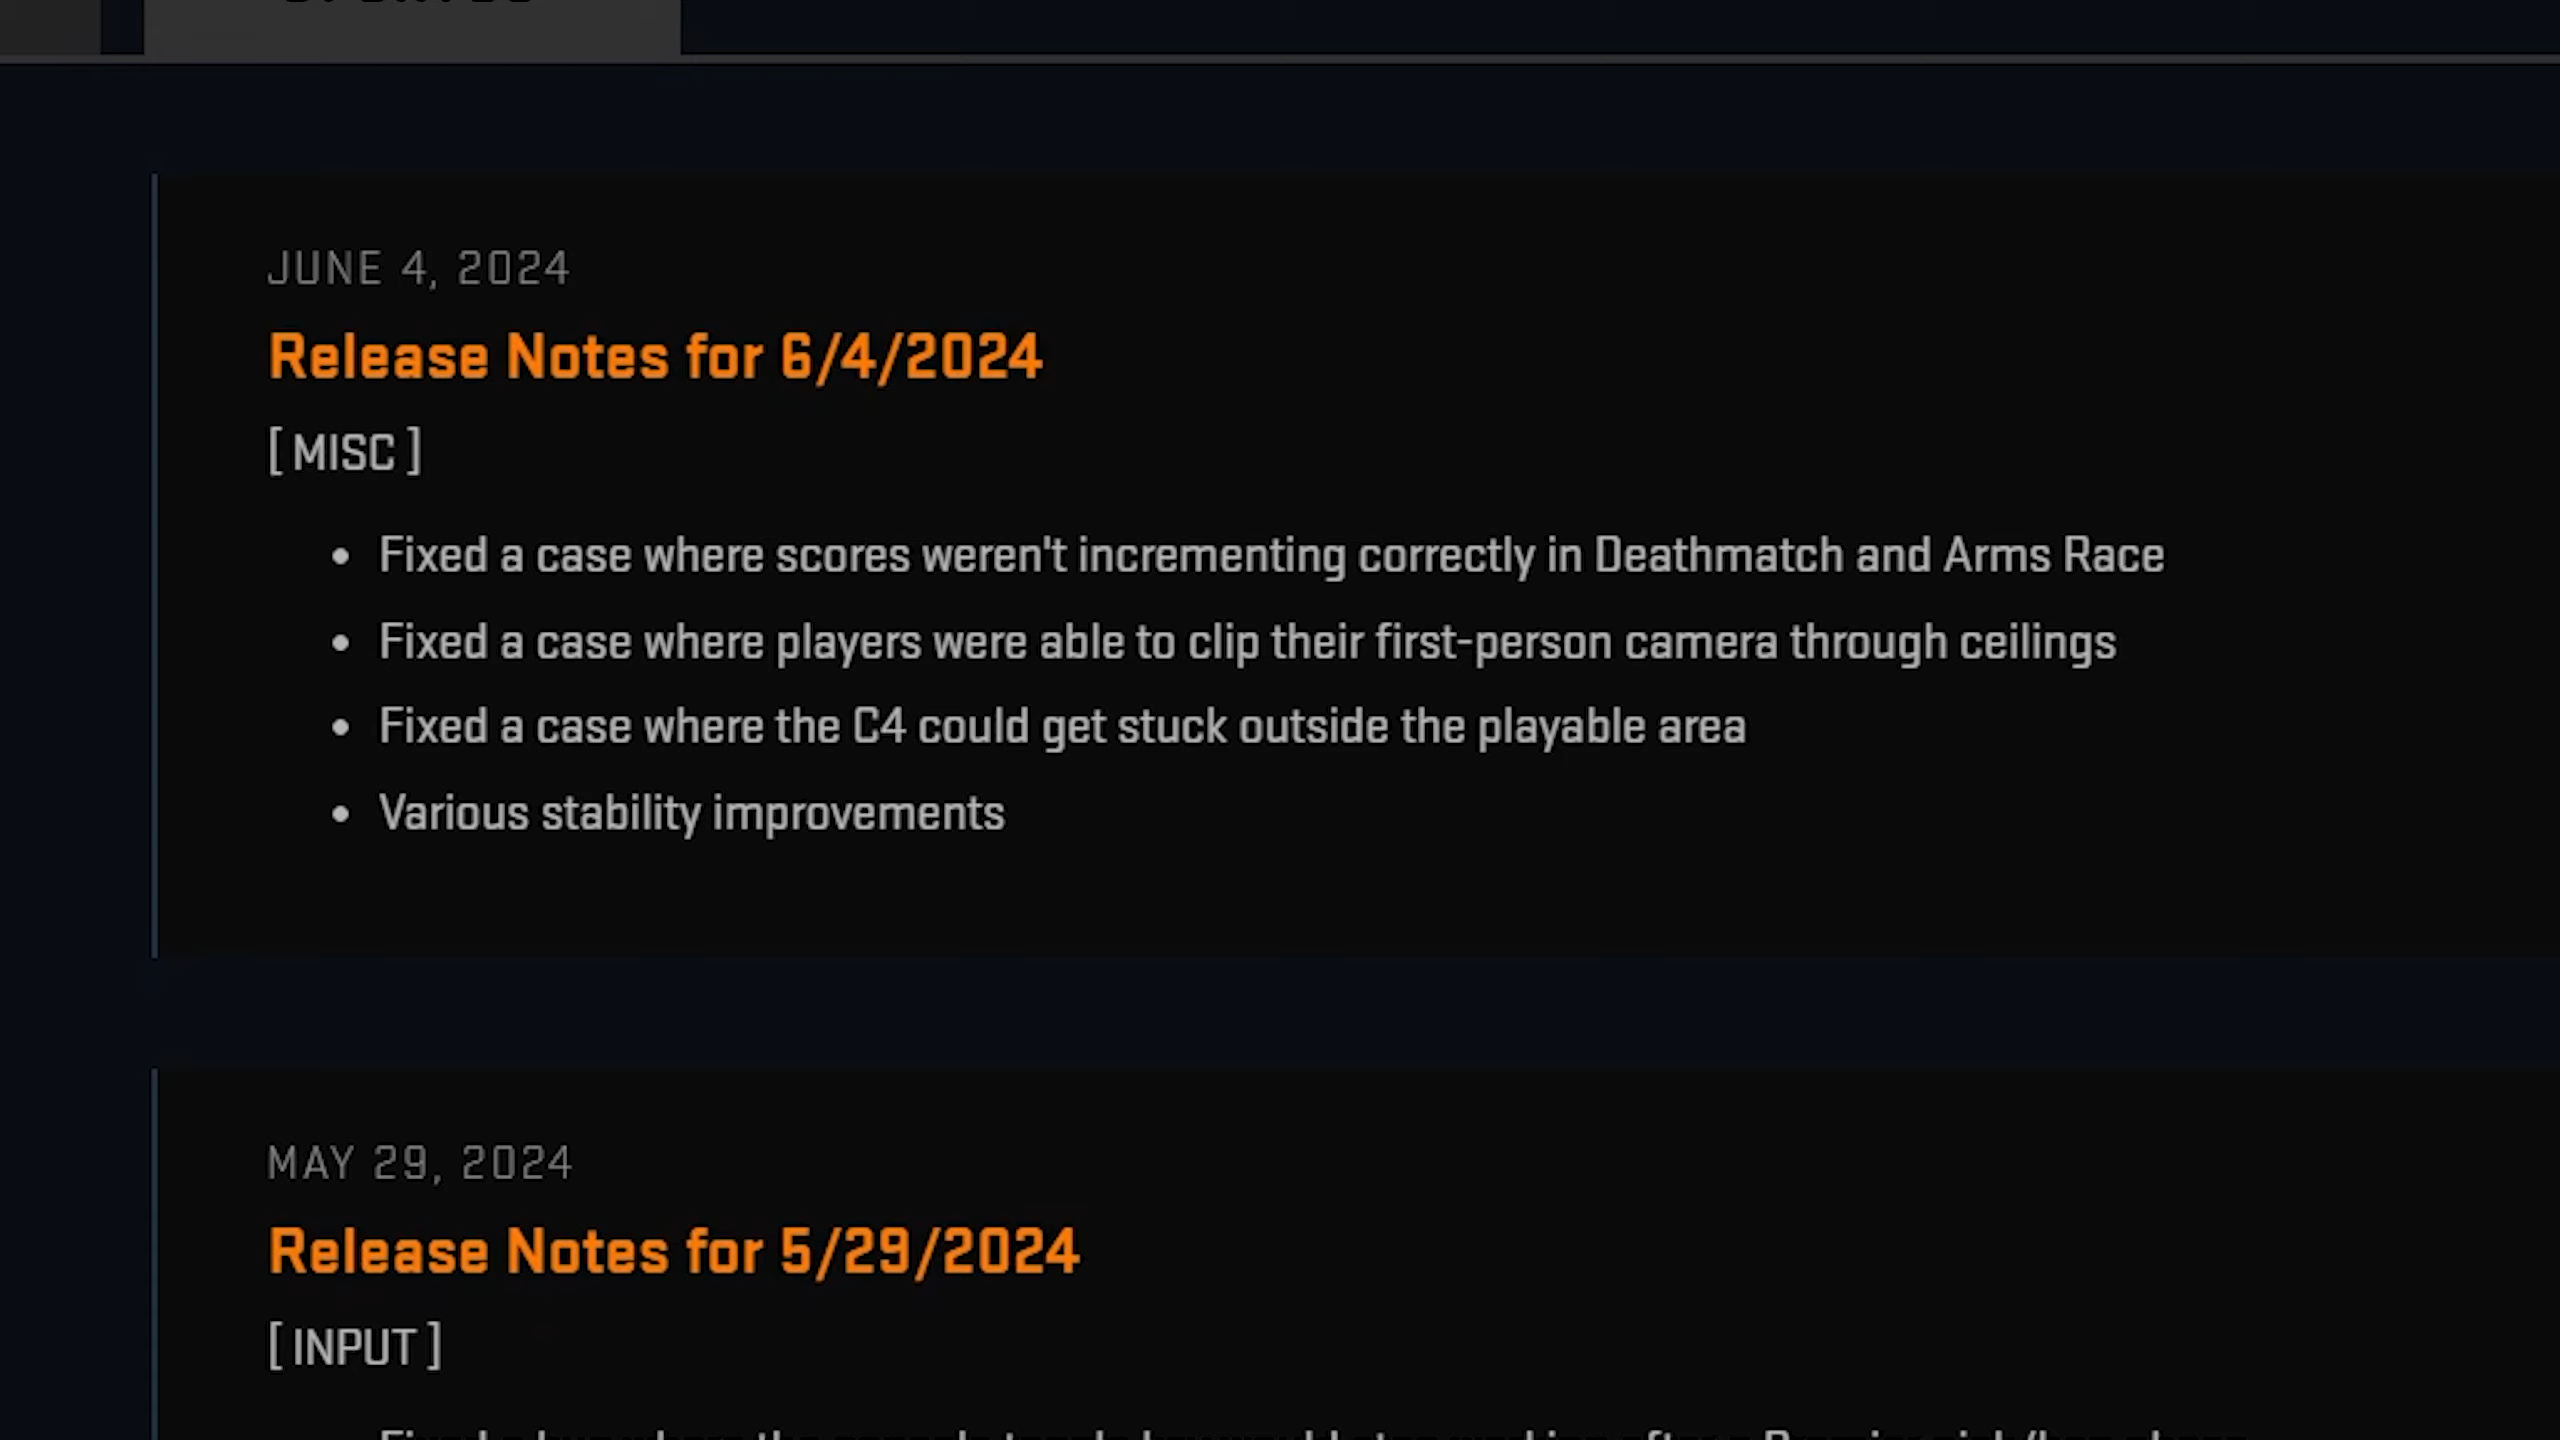 UPDATES
JUNE 4, 2024
Release Notes for 6/4/2024
[ MISC ]
• Fixed a case where scores weren't incrementing correctly in Deathmatch and Arms Race
• Fixed a case where players were able to clip their first-person camera through ceilings
• Fixed a case where the C4 could get stuck outside the playable area
• Various stability improvements
MAY 29, 2024
Release Notes for 5/29/2024
[ INPUT ]